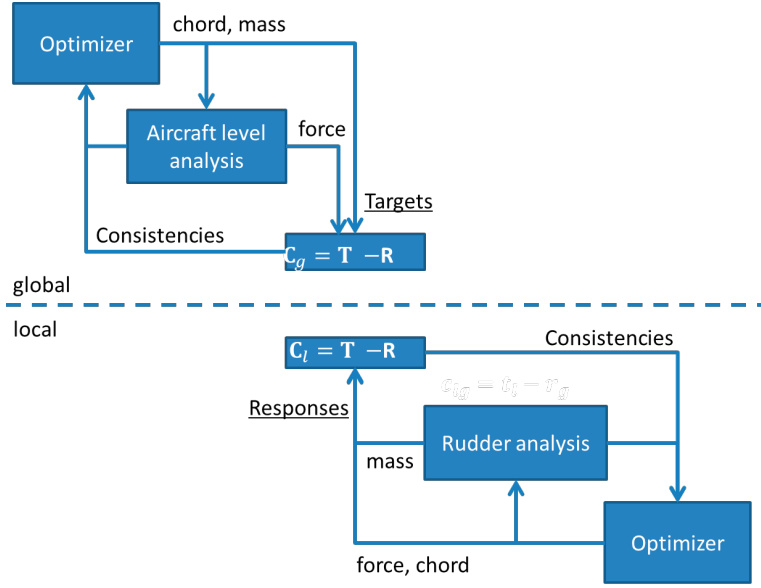 chord, mass
Optimizer
Aircraft level
analysis
force
Targets
Consistencies
C_g = T − R
global
local
C_l = T − R
Consistencies
Responses
Rudder analysis
mass
Optimizer
force, chord